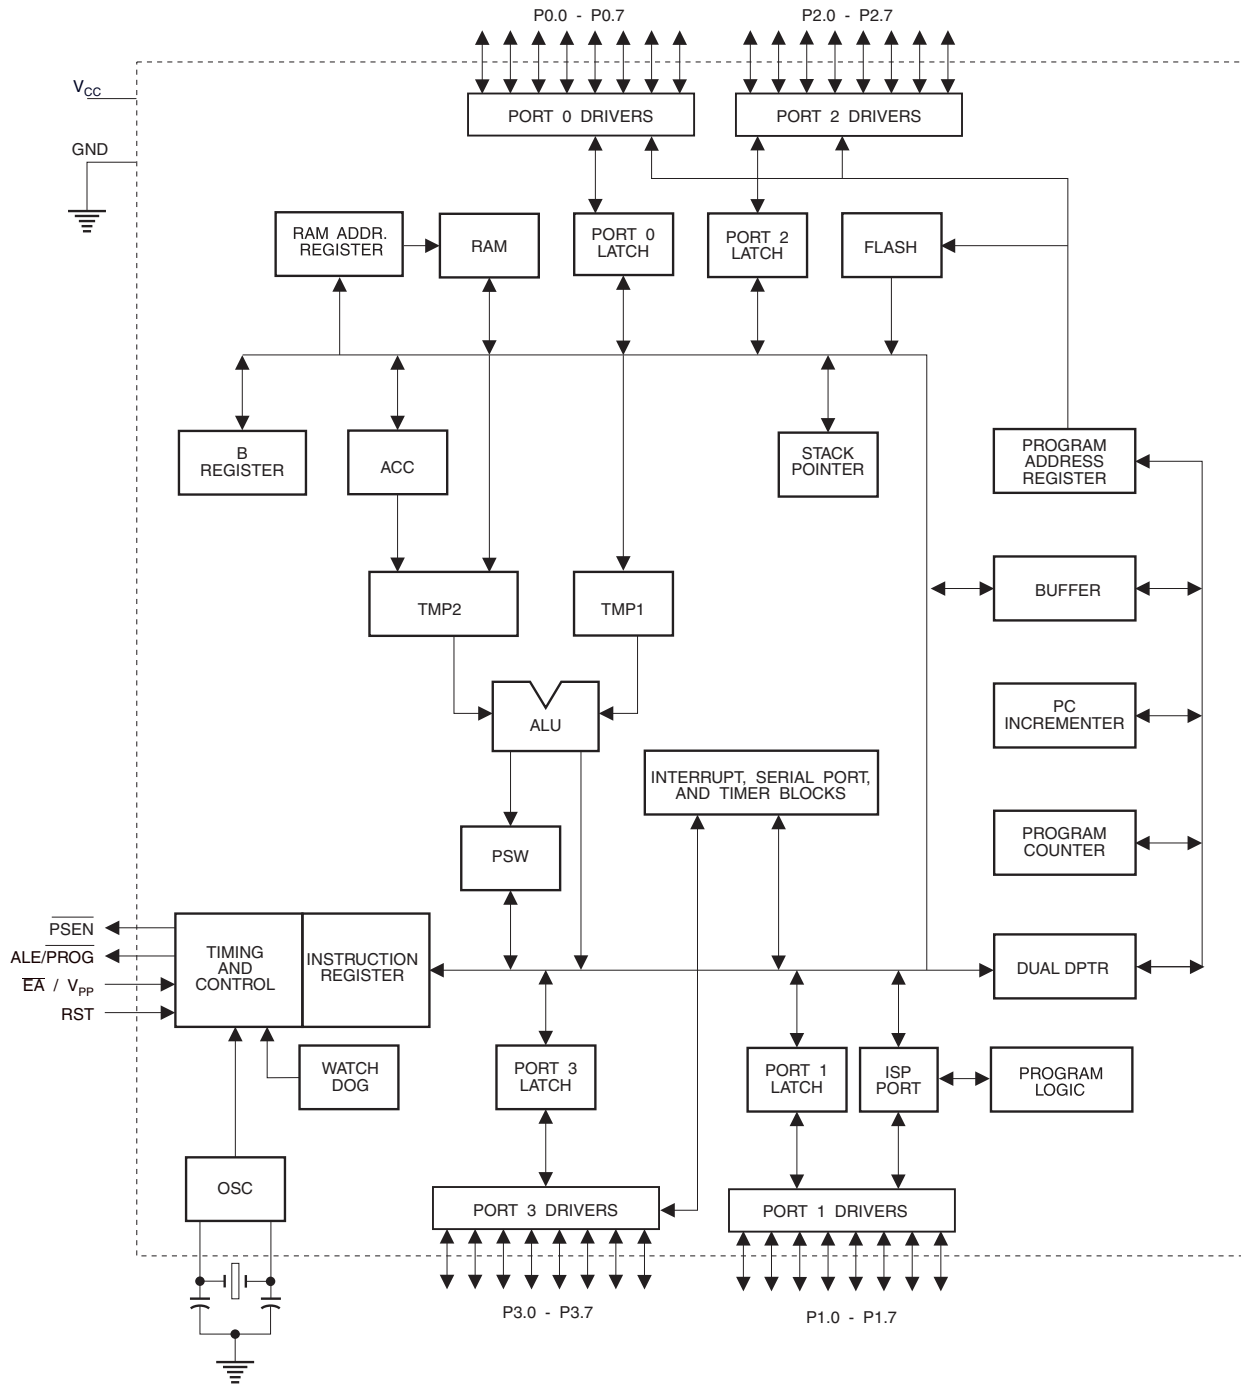 P0.0 - P0.7
P2.0 - P2.7
VCC
PORT 0 DRIVERS
PORT 2 DRIVERS
GND
RAM ADDR.
REGISTER
RAM
PORT 0
LATCH
PORT 2
LATCH
FLASH
B
REGISTER
ACC
STACK
POINTER
PROGRAM
ADDRESS
REGISTER
BUFFER
TMP2
TMP1
ALU
PC
INCREMENTER
INTERRUPT, SERIAL PORT,
AND TIMER BLOCKS
PSW
PROGRAM
COUNTER
PSEN
ALE/PROG
EA / VPP
RST
TIMING
AND
CONTROL
INSTRUCTION
REGISTER
DUAL DPTR
WATCH
DOG
PORT 3
LATCH
PORT 1
LATCH
ISP
PORT
PROGRAM
LOGIC
OSC
PORT 3 DRIVERS
PORT 1 DRIVERS
P3.0 - P3.7
P1.0 - P1.7